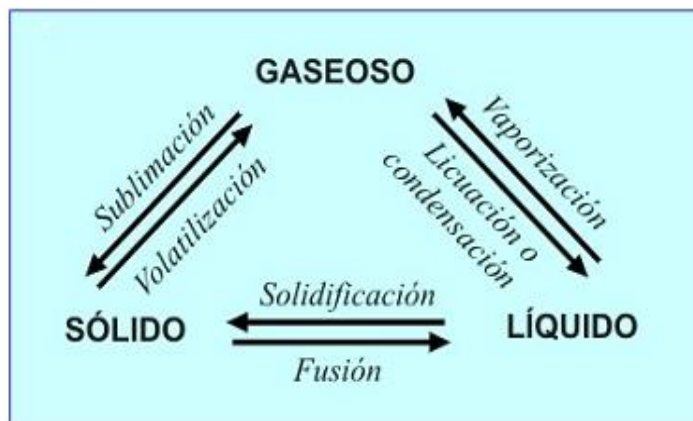 GASEOSO
Sublimación
Volatilización
Vaporización
Licuación o
condensación
Solidificación
SÓLIDO
LÍQUIDO
Fusión